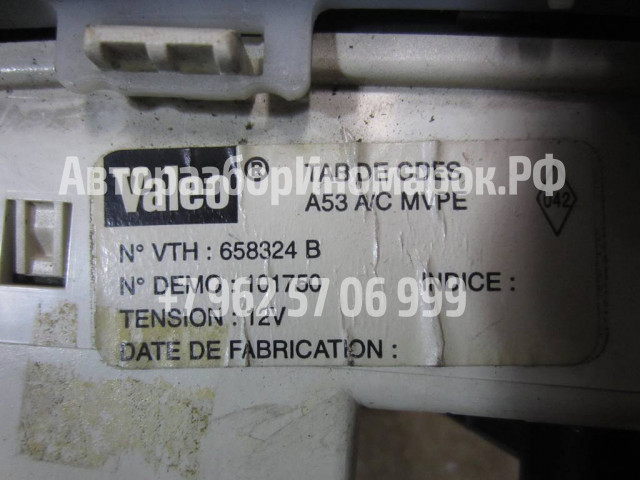 Valeo® TAB DE CDES
АвторазборИномарок.РФ
A53 A/C MVPE
042
N° VTH : 658324 B
N° DEMO : 101750 INDICE :
+7 962 57 06 999
TENSION : 12V
DATE DE FABRICATION :